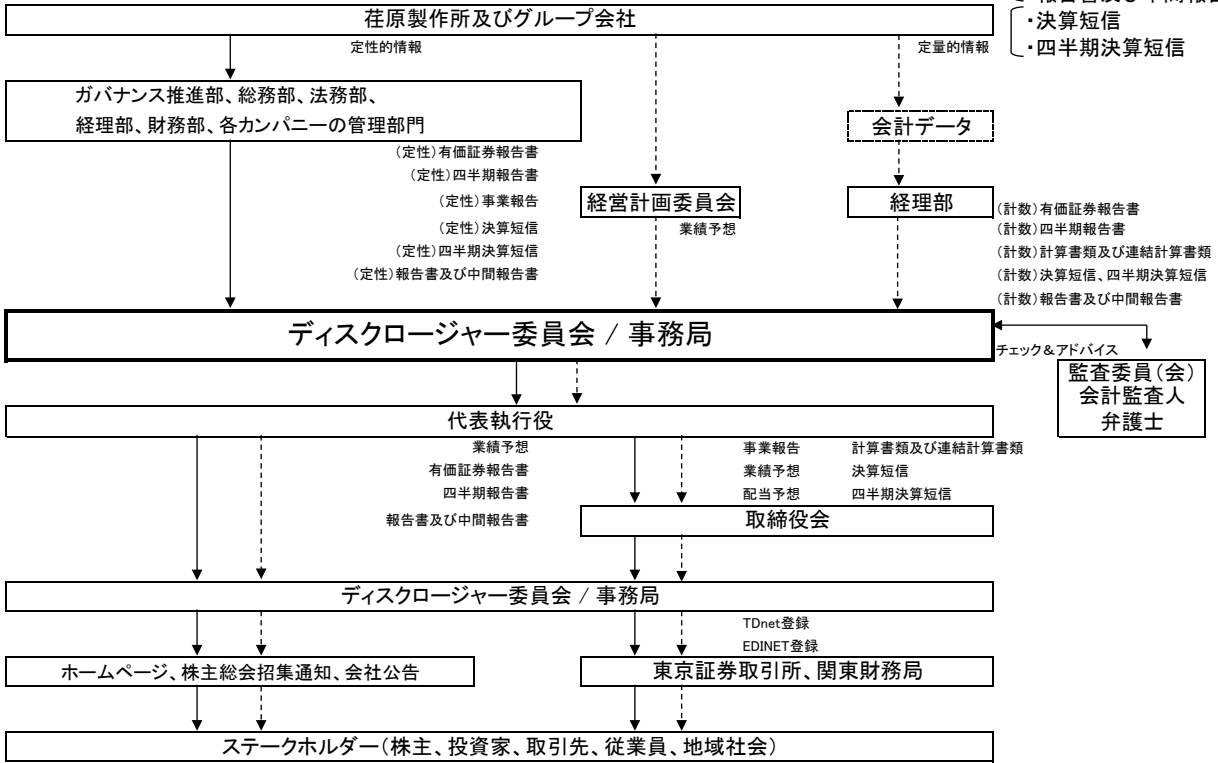 荏原製作所及びグループ会社
・決算短信
・四半期決算短信
定性的情報
定量的情報
ガバナンス推進部、総務部、法務部、
経理部、財務部、各カンパニーの管理部門
会計データ
(定性)有価証券報告書
(定性)四半期報告書
(定性)事業報告
(定性)決算短信
(定性)四半期決算短信
(定性)報告書及び中間報告書
経営計画委員会
業績予想
経理部
(計数)有価証券報告書
(計数)四半期報告書
(計数)計算書類及び連結計算書類
(計数)決算短信、四半期決算短信
(計数)報告書及び中間報告書
ディスクロージャー委員会 / 事務局
チェック&アドバイス
監査委員(会)
会計監査人
弁護士
代表執行役
業績予想
有価証券報告書
四半期報告書
報告書及び中間報告書
事業報告 計算書類及び連結計算書類
業績予想 決算短信
配当予想 四半期決算短信
取締役会
ディスクロージャー委員会 / 事務局
TDnet登録
EDINET登録
ホームページ、株主総会招集通知、会社公告
東京証券取引所、関東財務局
ステークホルダー(株主、投資家、取引先、従業員、地域社会)